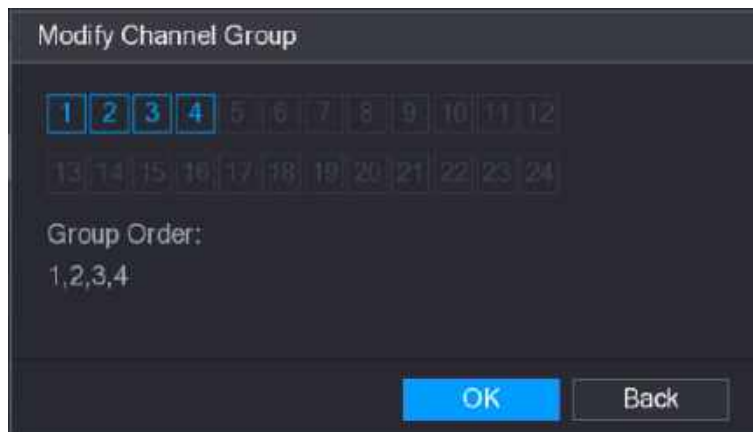 Modify Channel Group
1 2 3 4 5 6 7 8 9 10 11 12
13 14 15 16 17 18 19 20 21 22 23 24
Group Order:
1,2,3,4
OK Back